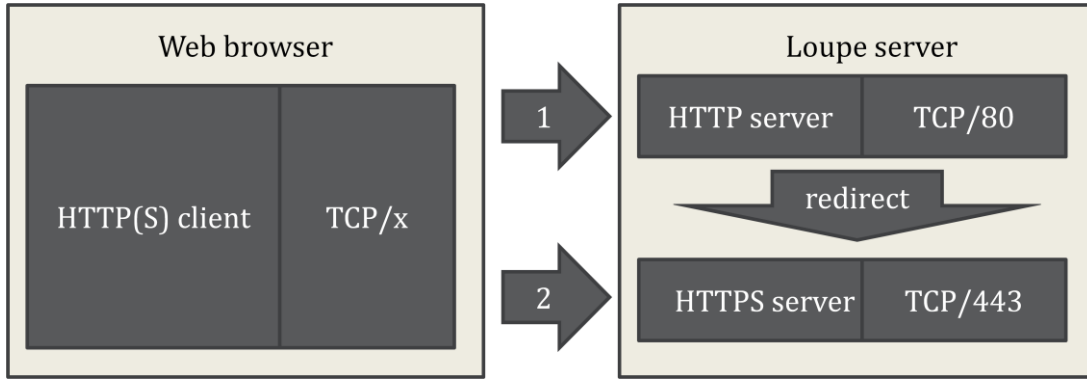 Web browser
HTTP(S) client
TCP/x
1
2
Loupe server
HTTP server
TCP/80
redirect
HTTPS server
TCP/443